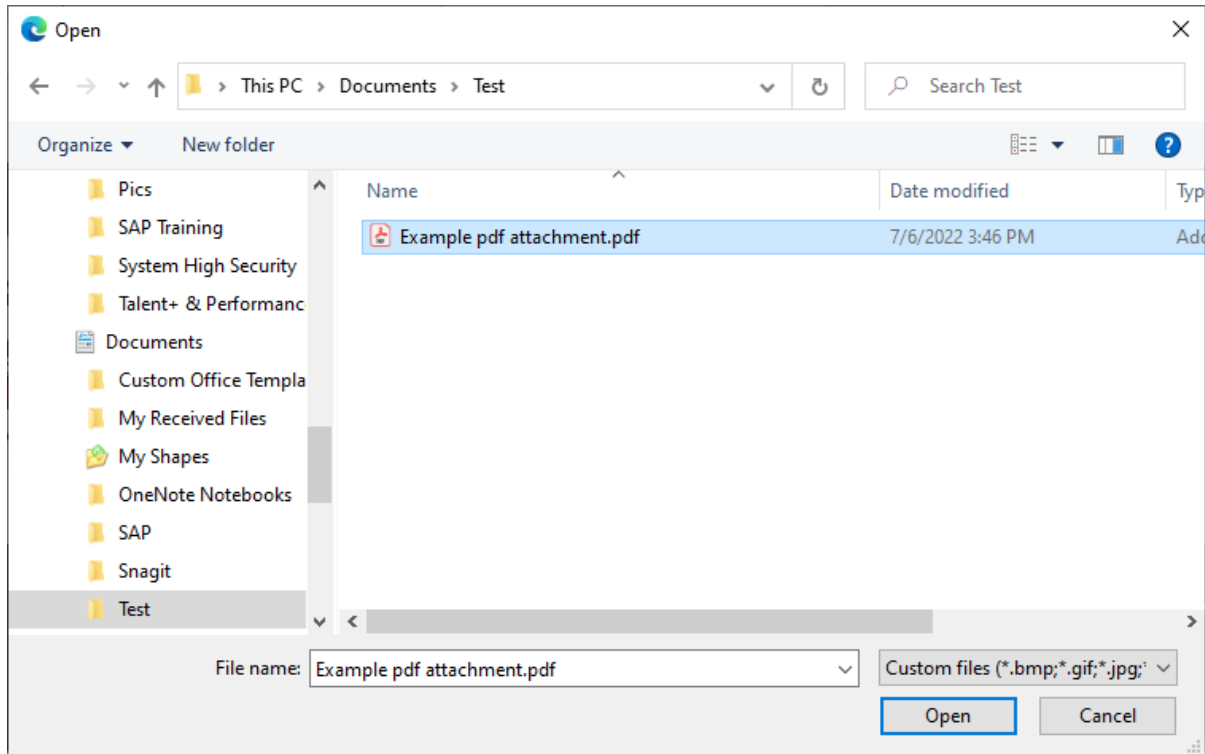 Open
This PC > Documents > Test
Search Test
Organize
New folder
Pics
SAP Training
System High Security
Talent+ & Performanc
Documents
Custom Office Templa
My Received Files
My Shapes
OneNote Notebooks
SAP
Snagit
Test
Name Date modified Typ
Example pdf attachment.pdf 7/6/2022 3:46 PM Ado
File name: Example pdf attachment.pdf
Custom files (*.bmp;*.gif;*.jpg;*
Open Cancel